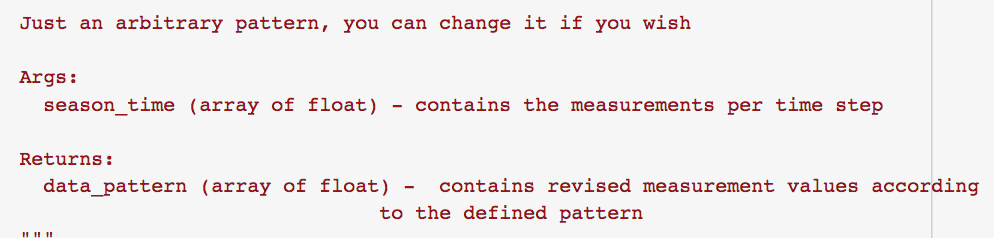 Just an arbitrary pattern, you can change it if you wish
Args:
season_time (array of float) - contains the measurements per time step
Returns:
data_pattern (array of float) -  contains revised measurement values according
to the defined pattern
"""